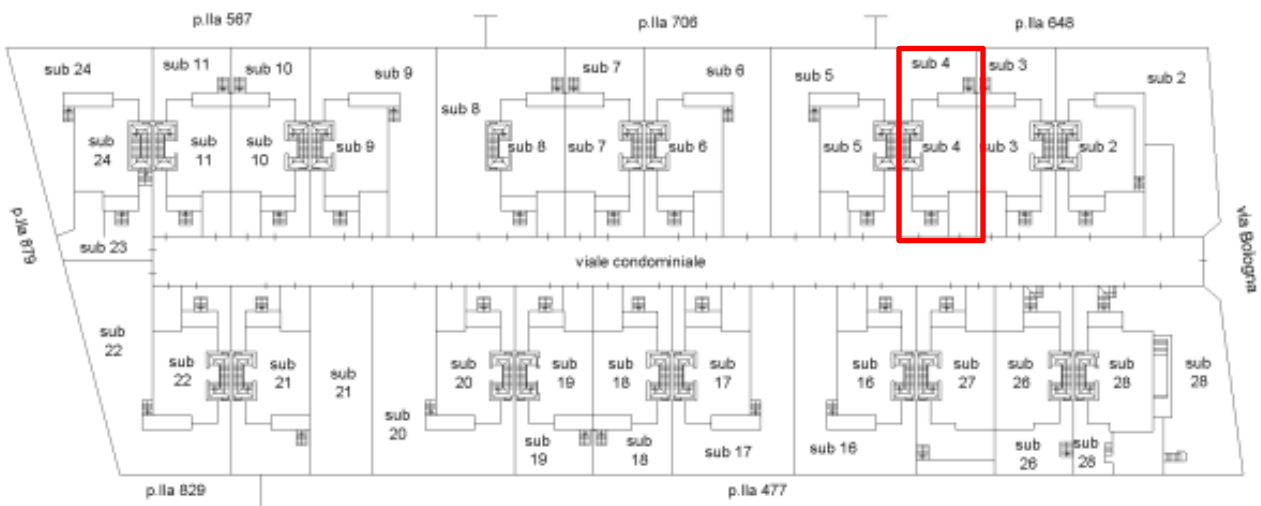 p.lla 567
p.lla 706
p.lla 648
sub 24
sub 11
sub 10
sub 9
sub 8
sub 7
sub 6
sub 5
sub 4
sub 3
sub 2
sub
24
sub
11
sub
10
sub 9
sub 8
sub 7
sub 6
sub 5
sub 4
sub 3
sub 2
p.lla 879
sub 23
viale condominiale
via Bologna
sub
22
sub
22
sub
21
sub
21
sub
20
sub
20
sub
19
sub
18
sub
17
sub
16
sub
27
sub
26
sub
28
sub
28
sub
19
sub
18
sub 17
sub 16
sub
26
sub
28
p.lla 829
p.lla 477